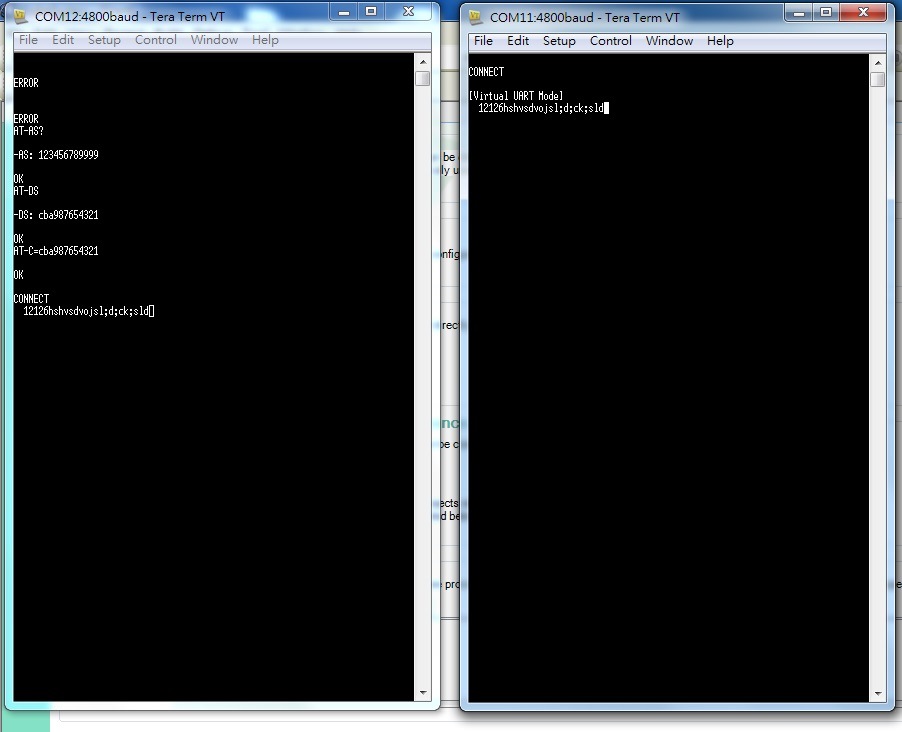 COM12:4800baud - Tera Term VT
File Edit Setup Control Window Help
ERROR
ERROR
AT-AS?
-AS: 123456789999
OK
AT-DS
-DS: cba987654321
OK
AT-C=cba987654321
OK
CONNECT
12126hshvsdvojsl;d;ck;sld
COM11:4800baud - Tera Term VT
File Edit Setup Control Window Help
CONNECT
[Virtual UART Mode]
12126hshvsdvojsl;d;ck;sld
be
ly u
onfig
rect
nc
be c
ects
d be
pro